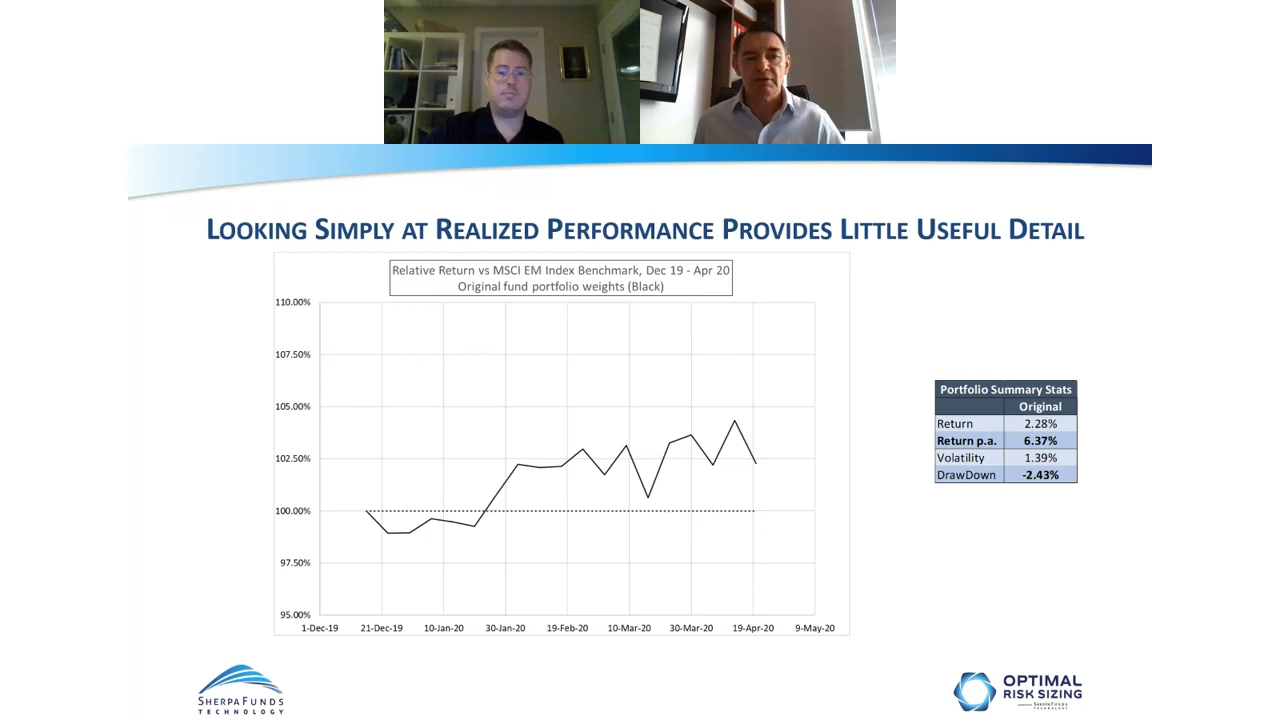 LOOKING SIMPLY AT REALIZED PERFORMANCE PROVIDES LITTLE USEFUL DETAIL
Relative Return vs MSCI EM Index Benchmark, Dec 19 - Apr 20
Original fund portfolio weights (Black)
110.00%
107.50%
105.00%
102.50%
100.00%
97.50%
95.00%
1-Dec-19 21-Dec-19 10-Jan-20 30-Jan-20 19-Feb-20 10-Mar-20 30-Mar-20 19-Apr-20 9-May-20
Portfolio Summary Stats
Original
Return 2.28%
Return p.a. 6.37%
Volatility 1.39%
DrawDown -2.43%
SHERPAFUNDS
TECHNOLOGY
OPTIMAL
RISK SIZING